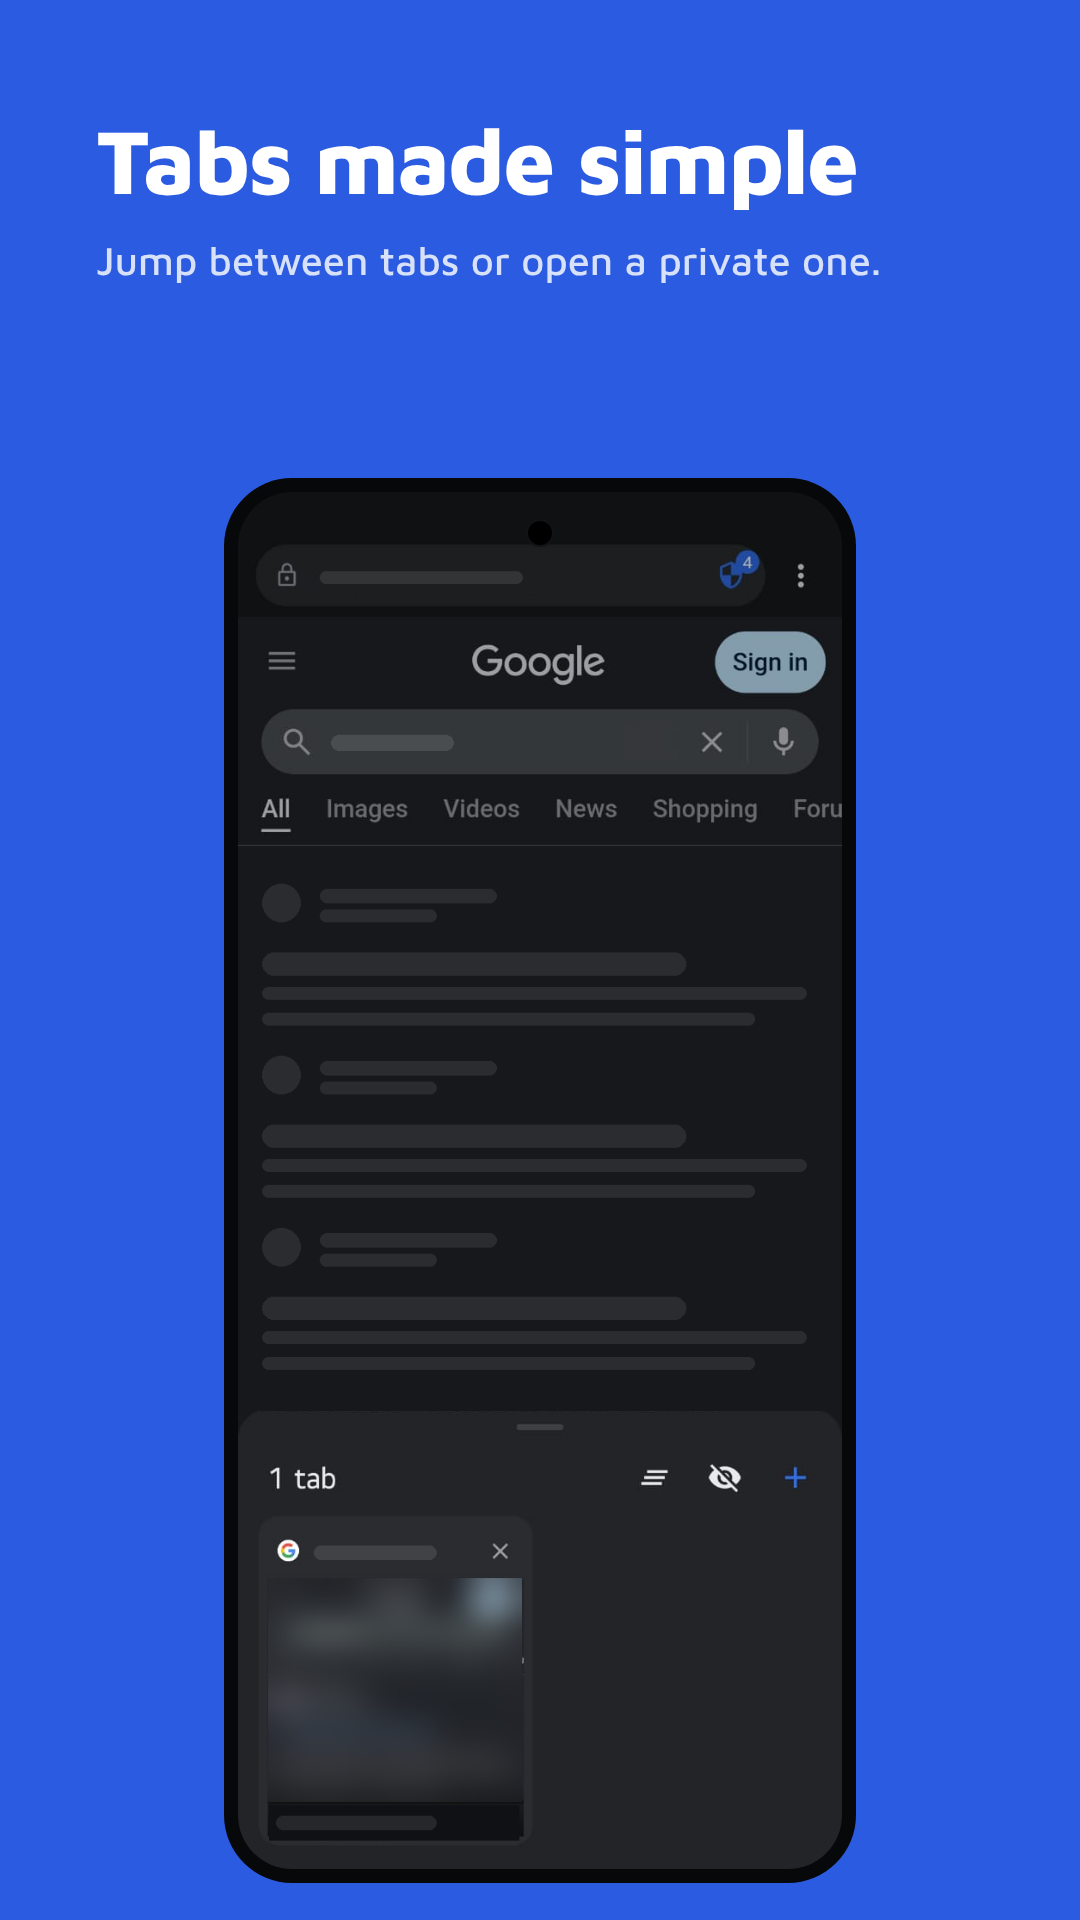 Tabs made simple
Jump between tabs or open a private one.
4
Google
Sign in
All Images Videos News Shopping Foru
1 tab